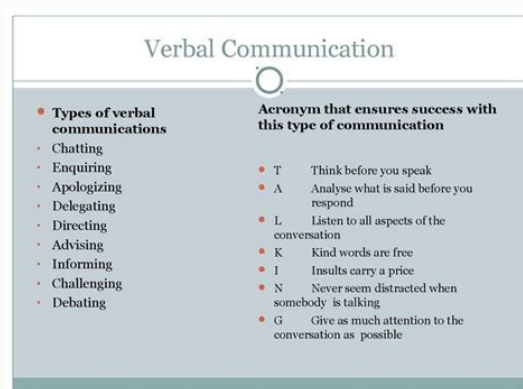 Verbal Communication
Types of verbal
communications
Chatting
Enquiring
Apologizing
Delegating
Directing
Advising
Informing
Challenging
Debating
Acronym that ensures success with
this type of communication
T Think before you speak
A Analyse what is said before you
respond
L Listen to all aspects of the
conversation
K Kind words are free
I Insults carry a price
N Never seem distracted when
somebody is talking
G Give as much attention to the
conversation as possible